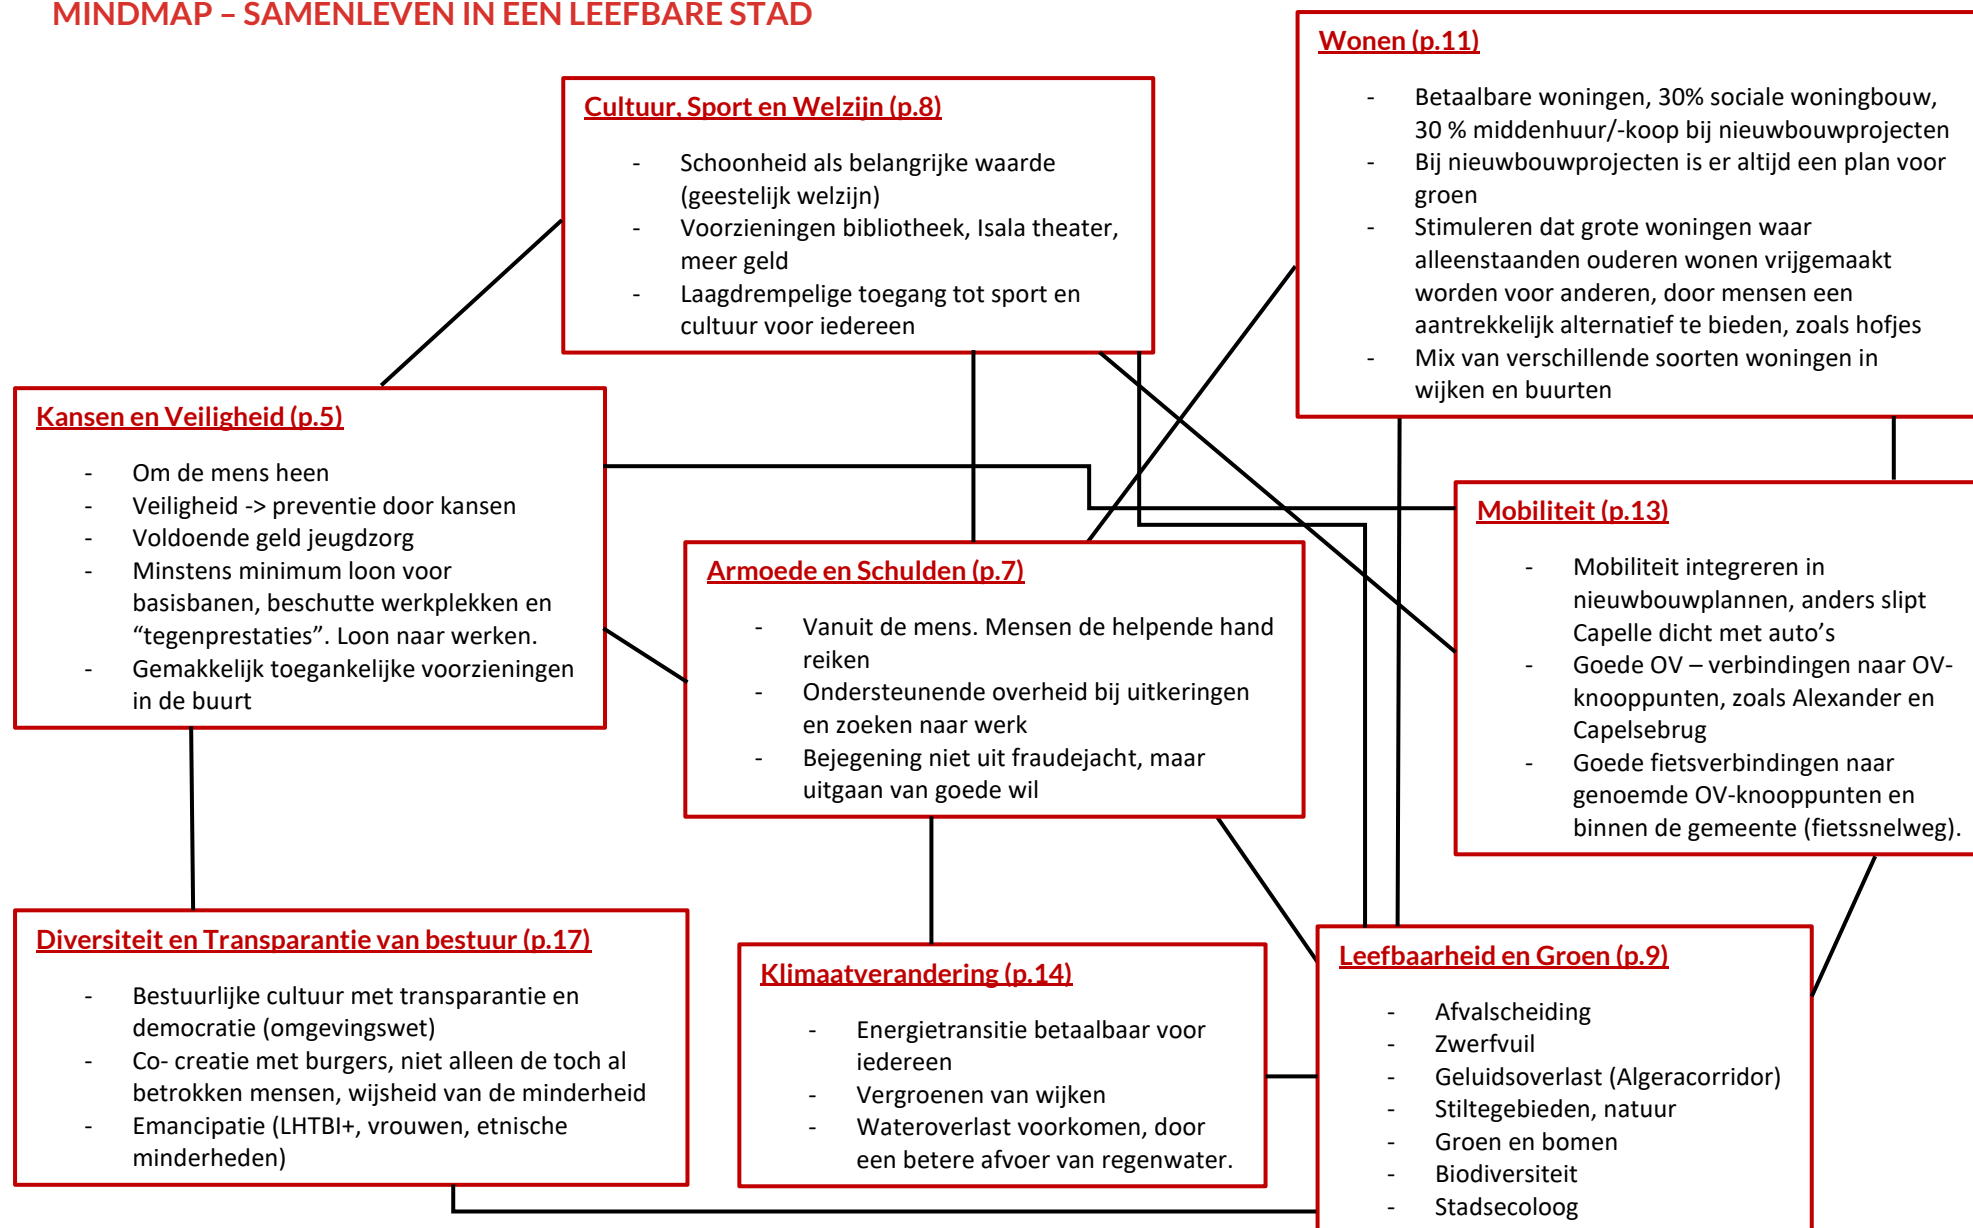 MINDMAP – SAMENLEVEN IN EEN LEEFBARE STAD
Wonen (p.11)
- Betaalbare woningen, 30% sociale woningbouw,
30 % middenhuur/-koop bij nieuwbouwprojecten
- Bij nieuwbouwprojecten is er altijd een plan voor
groen
- Stimuleren dat grote woningen waar
alleenstaanden ouderen wonen vrijgemaakt
worden voor anderen, door mensen een
aantrekkelijk alternatief te bieden, zoals hofjes
- Mix van verschillende soorten woningen in
wijken en buurten
Cultuur, Sport en Welzijn (p.8)
- Schoonheid als belangrijke waarde
(geestelijk welzijn)
- Voorzieningen bibliotheek, Isala theater,
meer geld
- Laagdrempelige toegang tot sport en
cultuur voor iedereen
Kansen en Veiligheid (p.5)
- Om de mens heen
- Veiligheid -> preventie door kansen
- Voldoende geld jeugdzorg
- Minstens minimum loon voor
basisbanen, beschutte werkplekken en
“tegenprestaties”. Loon naar werken.
- Gemakkelijk toegankelijke voorzieningen
in de buurt
Mobiliteit (p.13)
- Mobiliteit integreren in
nieuwbouwplannen, anders slipt
Capelle dicht met auto’s
- Goede OV – verbindingen naar OV-
knooppunten, zoals Alexander en
Capelsebrug
- Goede fietsverbindingen naar
genoemde OV-knooppunten en
binnen de gemeente (fietssnelweg).
Armoede en Schulden (p.7)
- Vanuit de mens. Mensen de helpende hand
reiken
- Ondersteunende overheid bij uitkeringen
en zoeken naar werk
- Bejegening niet uit fraudejacht, maar
uitgaan van goede wil
Diversiteit en Transparantie van bestuur (p.17)
- Bestuurlijke cultuur met transparantie en
democratie (omgevingswet)
- Co- creatie met burgers, niet alleen de toch al
betrokken mensen, wijsheid van de minderheid
- Emancipatie (LHTBI+, vrouwen, etnische
minderheden)
Klimaatverandering (p.14)
- Energietransitie betaalbaar voor
iedereen
- Vergroenen van wijken
- Wateroverlast voorkomen, door
een betere afvoer van regenwater.
Leefbaarheid en Groen (p.9)
- Afvalscheiding
- Zwerfvuil
- Geluidsoverlast (Algeracorridor)
- Stiltegebieden, natuur
- Groen en bomen
- Biodiversiteit
- Stadsecoloog